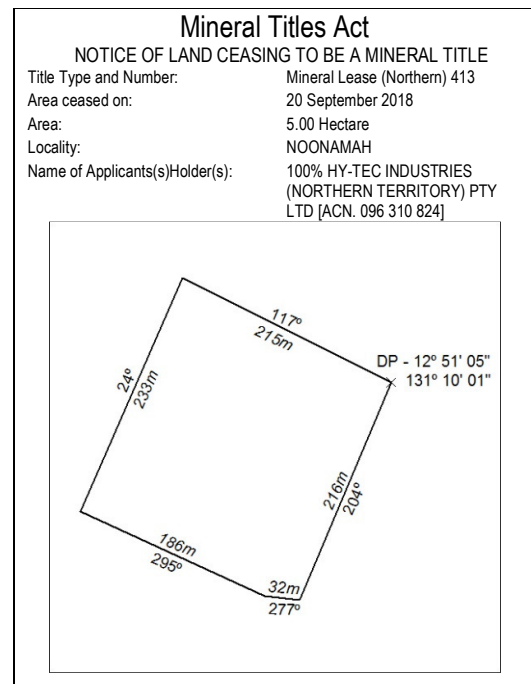 Mineral Titles Act
NOTICE OF LAND CEASING TO BE A MINERAL TITLE
Title Type and Number: Mineral Lease (Northern) 413
Area ceased on: 20 September 2018
Area: 5.00 Hectare
Locality: NOONAMAH
Name of Applicants(s)Holder(s): 100% HY-TEC INDUSTRIES
(NORTHERN TERRITORY) PTY
LTD [ACN. 096 310 824]
117º
215m
DP - 12º 51' 05"
131º 10' 01"
24º
233m
216m
204º
186m
295º
32m
277º